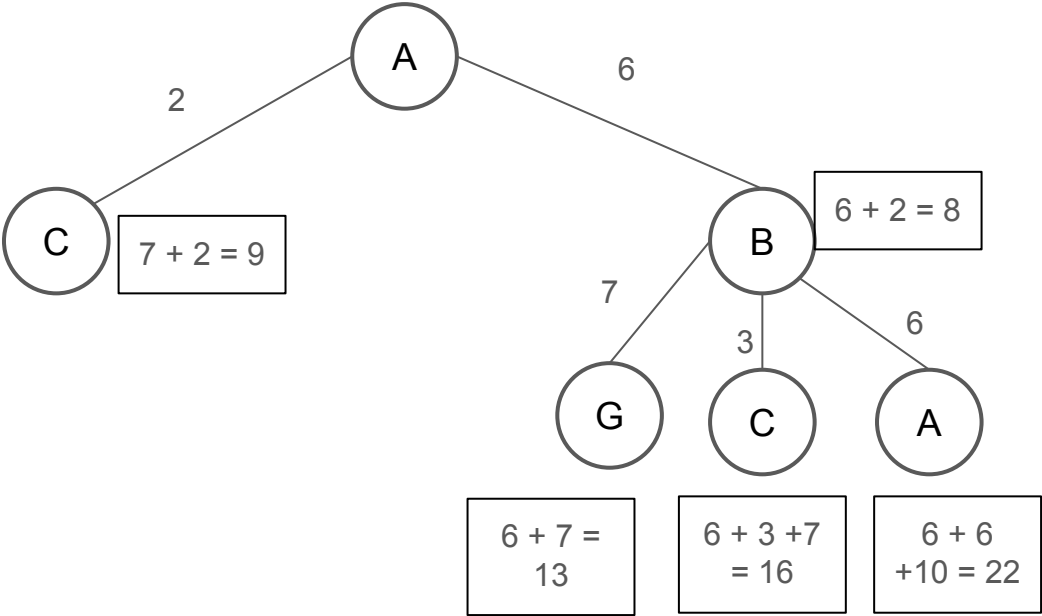 A
6
2
6 + 2 = 8
C
7 + 2 = 9
B
7
3
6
G
C
A
6 + 7 =
13
6 + 3 +7
= 16
6 + 6
+10 = 22